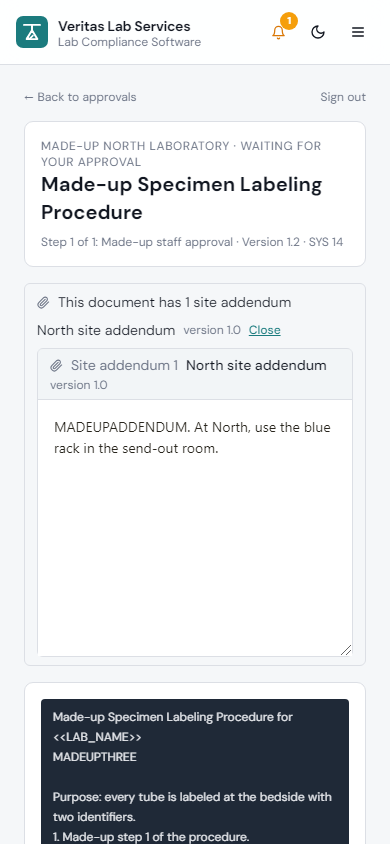 Veritas Lab Services
Lab Compliance Software
1
← Back to approvals
Sign out
MADE-UP NORTH LABORATORY · WAITING FOR
YOUR APPROVAL
Made-up Specimen Labeling
Procedure
Step 1 of 1: Made-up staff approval · Version 1.2 · SYS 14
This document has 1 site addendum
North site addendum version 1.0 Close
Site addendum 1 North site addendum
version 1.0
MADEUPADDENDUM. At North, use the blue
rack in the send-out room.
Made-up Specimen Labeling Procedure for
<<LAB_NAME>>
MADEUPTHREE
Purpose: every tube is labeled at the bedside with
two identifiers.
1. Made-up step 1 of the procedure.